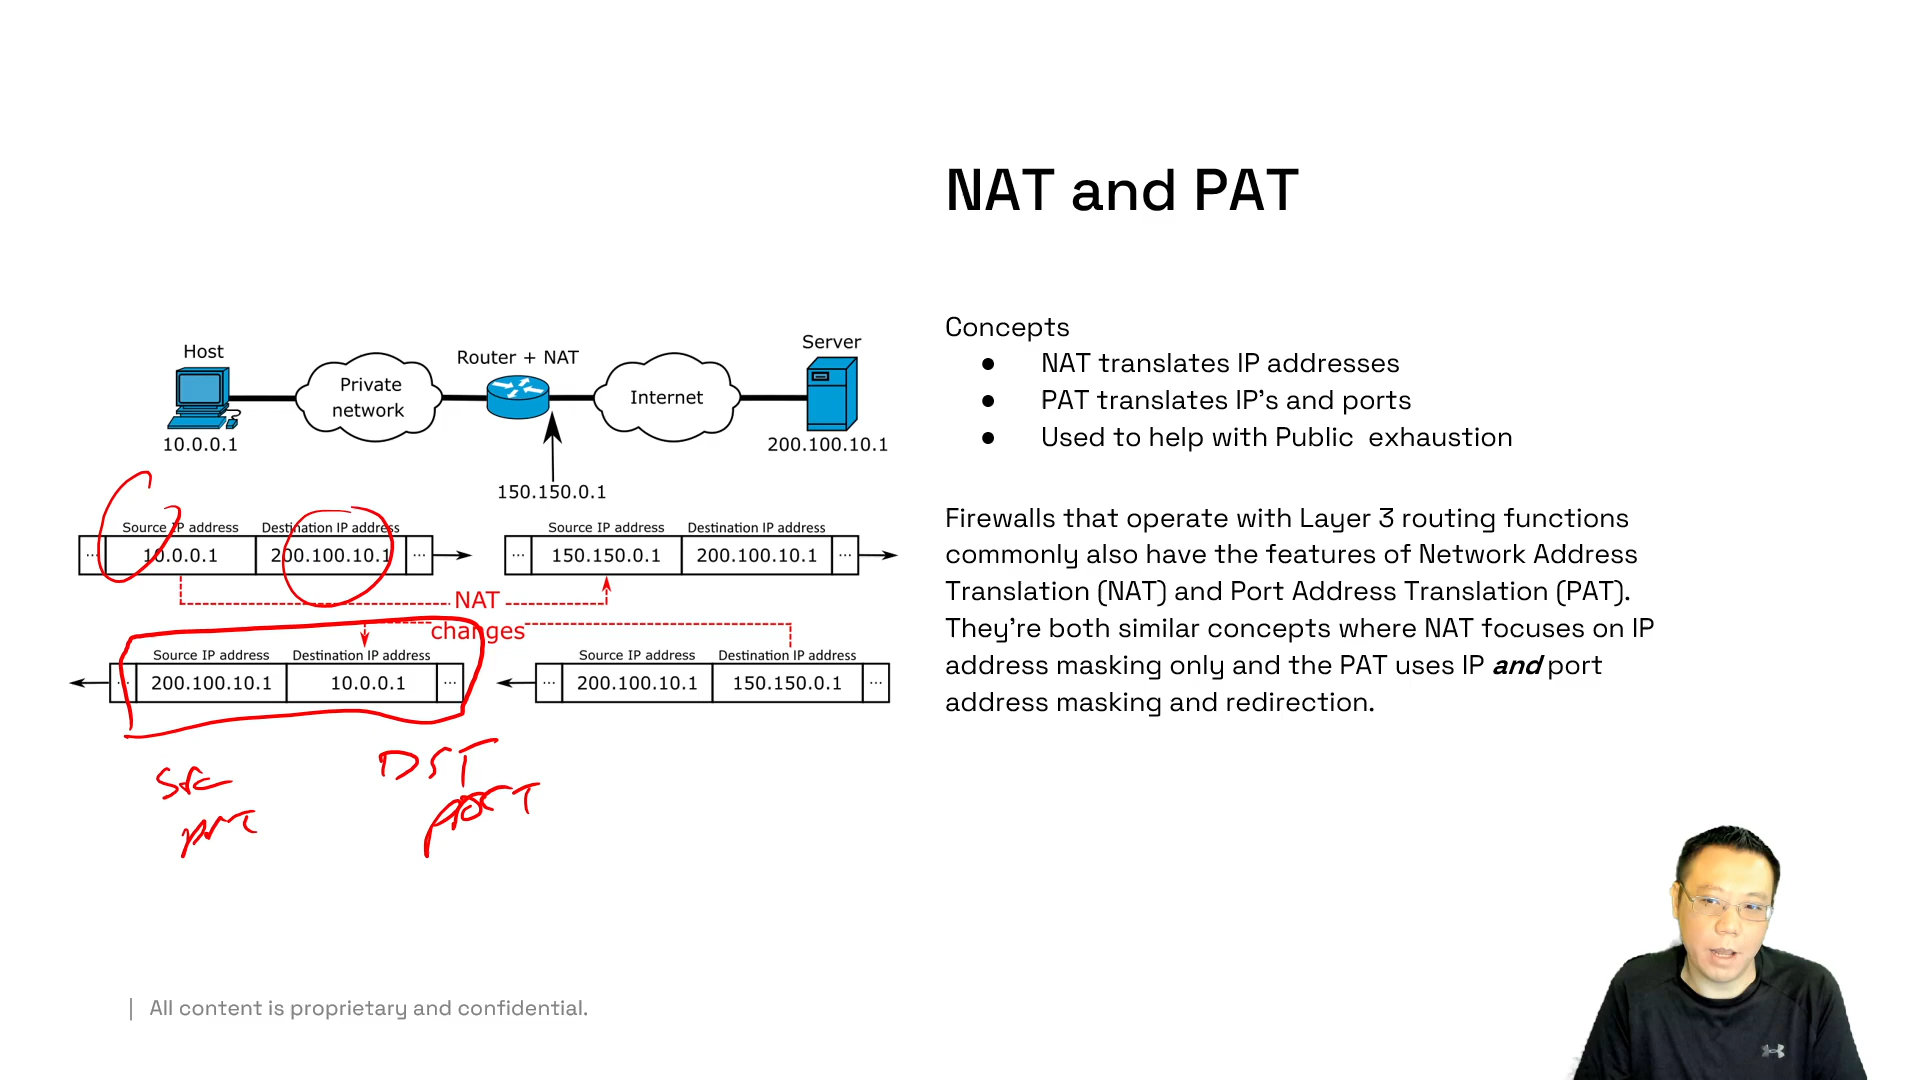 NAT and PAT
Host
Router + NAT
Server
Private
network
Internet
10.0.0.1
200.100.10.1
150.150.0.1
Source IP address Destination IP address
... 10.0.0.1 200.100.10.1 ...
Source IP address Destination IP address
... 150.150.0.1 200.100.10.1 ...
NAT
changes
Source IP address Destination IP address
... 200.100.10.1 10.0.0.1 ...
Source IP address Destination IP address
... 200.100.10.1 150.150.0.1 ...
Src
port
DST
PORT
Concepts
● NAT translates IP addresses
● PAT translates IP's and ports
● Used to help with Public exhaustion
Firewalls that operate with Layer 3 routing functions
commonly also have the features of Network Address
Translation (NAT) and Port Address Translation (PAT).
They're both similar concepts where NAT focuses on IP
address masking only and the PAT uses IP and port
address masking and redirection.
| All content is proprietary and confidential.